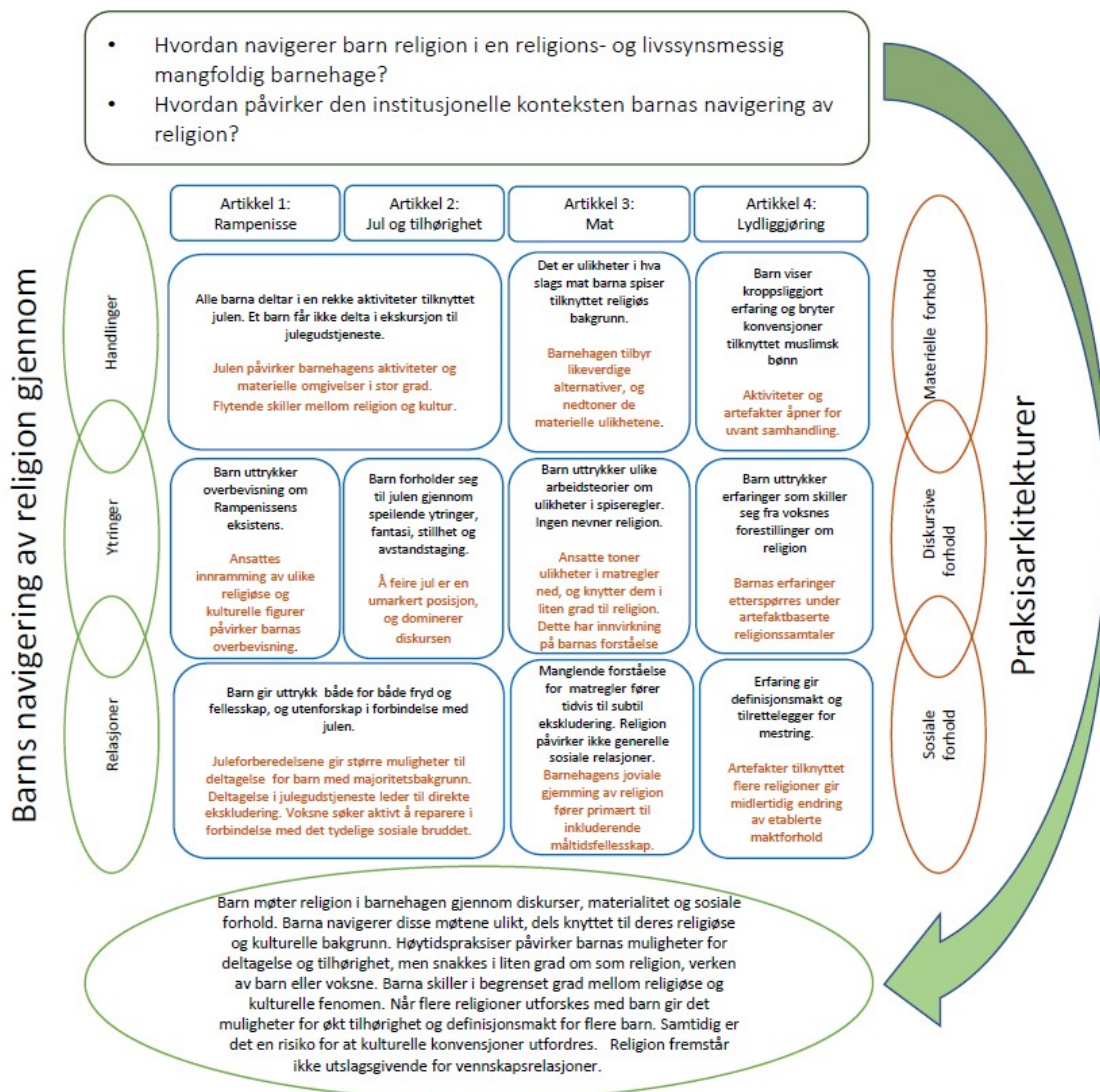 • Hvordan navigerer barn religion i en religions- og livssynsmessig
mangfoldig barnehage?
• Hvordan påvirker den institusjonelle konteksten barnas navigering av
religion?
Barns navigering av religion gjennom
Handlinger
Ytringer
Relasjoner
Artikkel 1:
Rampenisse
Artikkel 2:
Jul og tilhørighet
Artikkel 3:
Mat
Artikkel 4:
Lydliggjøring
Alle barna deltar i en rekke aktiviteter tilknyttet
julen. Et barn får ikke delta i ekskursjon til
julegudstjeneste.
Julen påvirker barnehagens aktiviteter og
materielle omgivelser i stor grad.
Flytende skiller mellom religion og kultur.
Det er ulikheter i hva
slags mat barna spiser
tilknyttet religiøs
bakgrunn.
Barnehagen tilbyr
likeverdige
alternativer, og
nedtoner de
materielle ulikhetene.
Barn viser
kroppsliggjort
erfaring og bryter
konvensjoner
tilknyttet muslimsk
bønn
Aktiviteter og
artefakter åpner for
uvant samhandling.
Barn uttrykker
overbevisning om
Rampenissens
eksistens.
Ansattes
innramming av ulike
religiøse og
kulturelle figurer
påvirker barnas
overbevisning.
Barn forholder seg
til julen gjennom
speilende ytringer,
fantasi, stillhet og
avstandstaging.
Å feire jul er en
umarkert posjon,
og dominerer
diskursen
Barn uttrykker ulike
arbeidsteorier om
ulikheter i spiseregler.
Ingen nevner religion.
Ansatte toner
ulikheter i matregler
ned, og knytter dem i
liten grad til religion.
Dette har innvirkning
på barnas forståelse
Barn uttrykker
erfaringer som skiller
seg fra voksnes
forestillinger om
religion
Barnas erfaringer
etterspørres under
artefaktbaserte
religionssamtaler
Barn gir uttrykk både for både fryd og
fellesskap, og utenforskap i forbindelse med
julen.
Juleforberedelsene gir større muligheter til
deltagelse for barn med majoritetsbakgrunn.
Deltagelse i julegudstjeneste leder til direkte
ekskludering. Voksne søker aktivt å reparere i
forbindelse med det tydelige sosiale bruddet.
Manglende forståelse
for matregler fører
tidvis til subtil
ekskludering. Religion
påvirker ikke generelle
sosiale relasjoner.
Barnehagens joviale
gjemming av religion
fører primært til
inkluderende
måltidsfellesskap.
Erfaring gir
definisjonsmakt og
tilrettelegger for
mestring.
Artefakter tilknyttet
flere religioner gir
midlertidig endring
av etablerte
maktforhold
Materielle forhold
Diskursive
forhold
Sosiale
forhold
Praksisarkitekturer
Barn møter religion i barnehagen gjennom diskurser, materialitet og sosiale
forhold. Barna navigerer disse møtene ulikt, dels knyttet til deres religiøse
og kulturelle bakgrunn. Høytidspraksiser påvirker barnas muligheter for
deltagelse og tilhørighet, men snakkes i liten grad om som religion, verken
av barn eller voksne. Barna skiller i begrenset grad mellom religiøse og
kulturelle fenomen. Når flere religioner utforskes med barn gir det
muligheter for økt tilhørighet og definisjonsmakt for flere barn. Samtidig er
det en risiko for at kulturelle konvensjoner utfordres. Religion fremstår
ikke utslagsgivende for vennskapsrelasjoner.